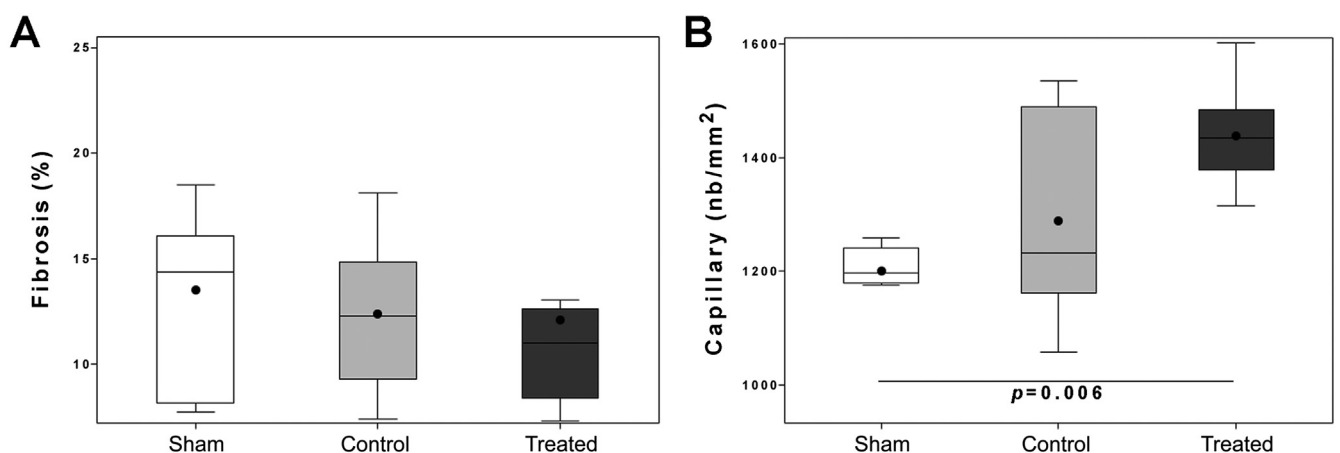 A
Fibrosis (%)
25
20
15
10
Sham Control Treated
B
Capillary (nb/mm²)
1600
1400
1200
1000
p=0.006
Sham Control Treated